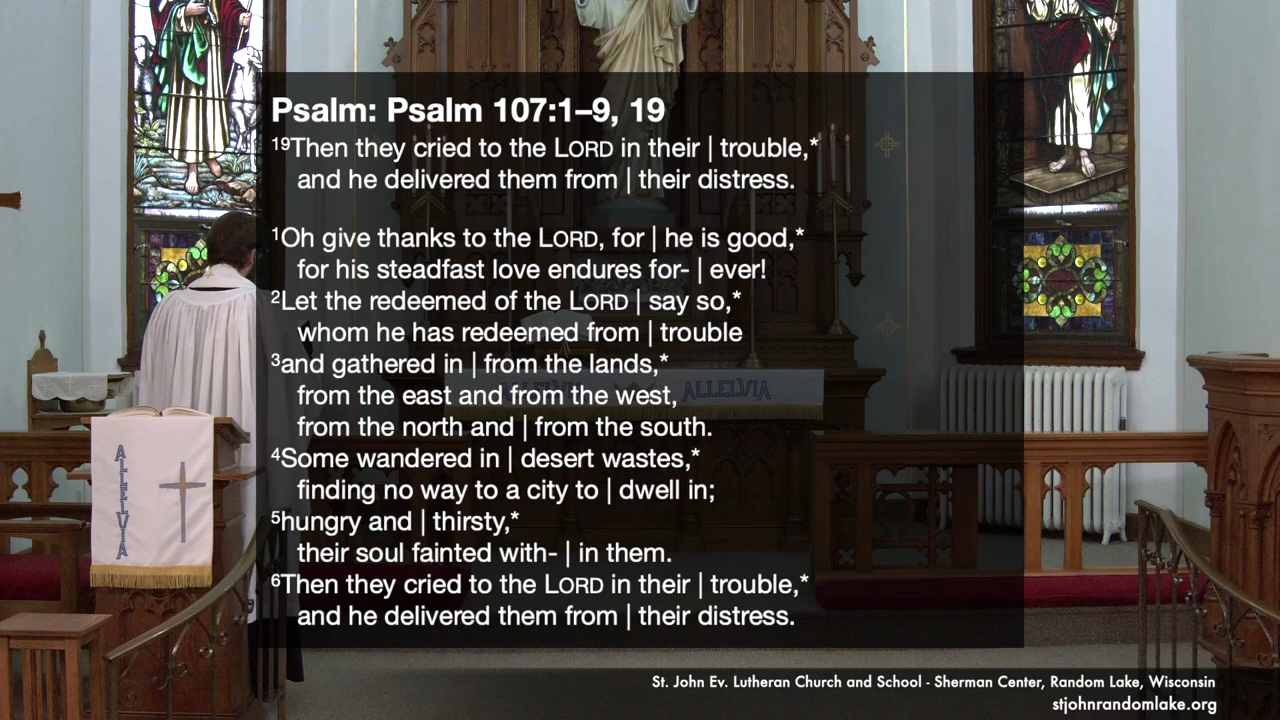 Psalm: Psalm 107:1–9, 19
¹⁹Then they cried to the LORD in their | trouble,*
and he delivered them from | their distress.
¹Oh give thanks to the LORD, for | he is good,*
for his steadfast love endures for- | ever!
²Let the redeemed of the LORD | say so,*
whom he has redeemed from | trouble
³and gathered in | from the lands,*
from the east and from the west,
from the north and | from the south.
⁴Some wandered in | desert wastes,*
finding no way to a city to | dwell in;
⁵hungry and | thirsty,*
their soul fainted with- | in them.
⁶Then they cried to the LORD in their | trouble,*
and he delivered them from | their distress.
ALLELVIA
ALLELVIA
St. John Ev. Lutheran Church and School - Sherman Center, Random Lake, Wisconsin
stjohnrandomlake.org